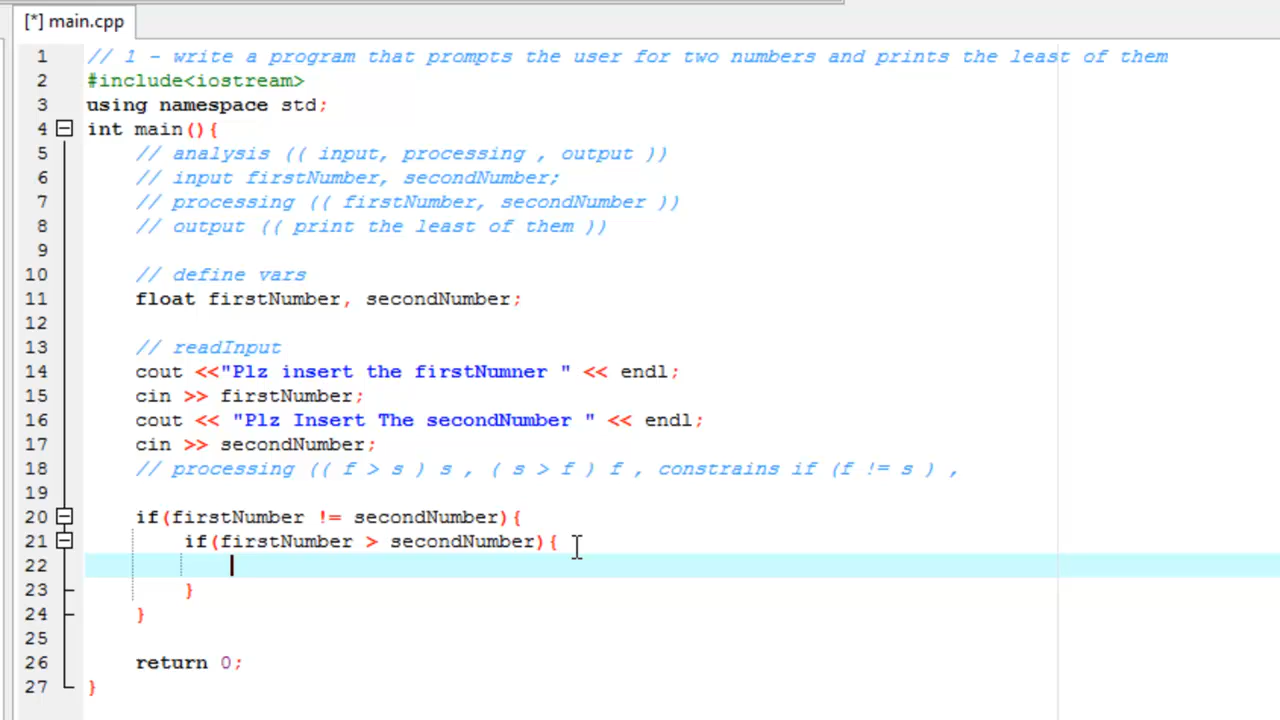 [*] main.cpp
1 // 1 - write a program that prompts the user for two numbers and prints the least of them
2 #include<iostream>
3 using namespace std;
4 int main(){
5 // analysis (( input, processing , output ))
6 // input firstNumber, secondNumber;
7 // processing (( firstNumber, secondNumber ))
8 // output (( print the least of them ))
9
10 // define vars
11 float firstNumber, secondNumber;
12
13 // readInput
14 cout <<"Plz insert the firstNumner " << endl;
15 cin >> firstNumber;
16 cout << "Plz Insert The secondNumber " << endl;
17 cin >> secondNumber;
18 // processing (( f > s ) s , ( s > f ) f , constrains if (f != s ) ,
19
20 if(firstNumber != secondNumber){
21 if(firstNumber > secondNumber){
22
23 }
24 }
25
26 return 0;
27 }